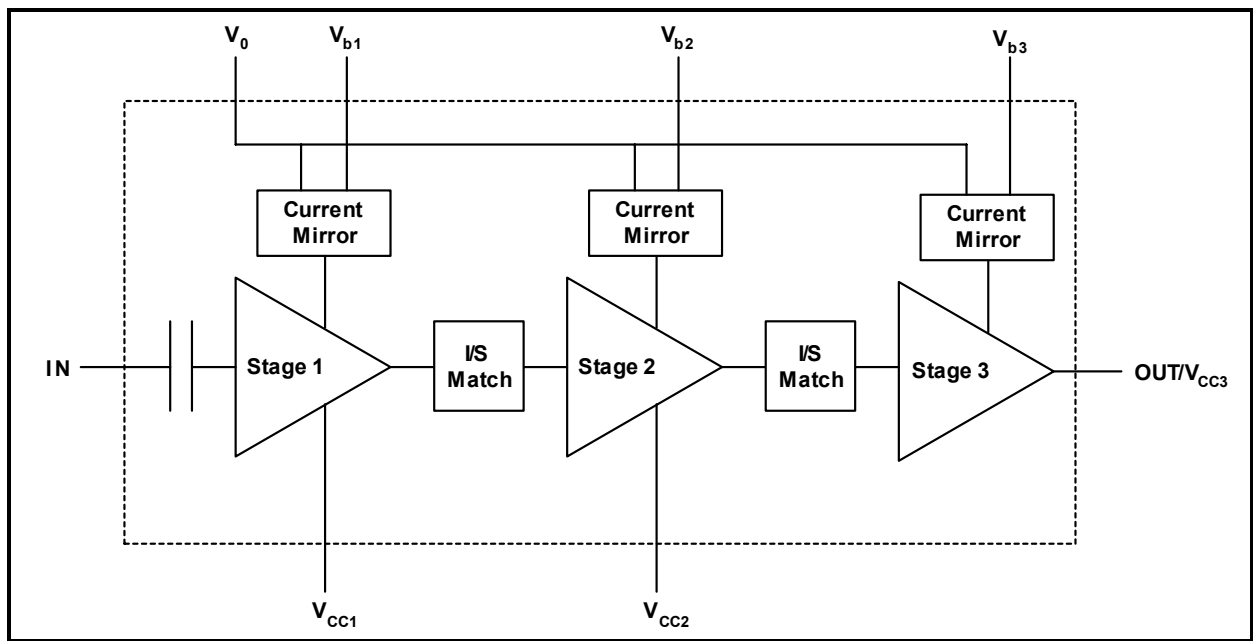 V0
Vb1
Vb2
Vb3
Current
Mirror
Current
Mirror
Current
Mirror
IN
Stage 1
I/S
Match
Stage 2
I/S
Match
Stage 3
OUT/VCC3
VCC1
VCC2